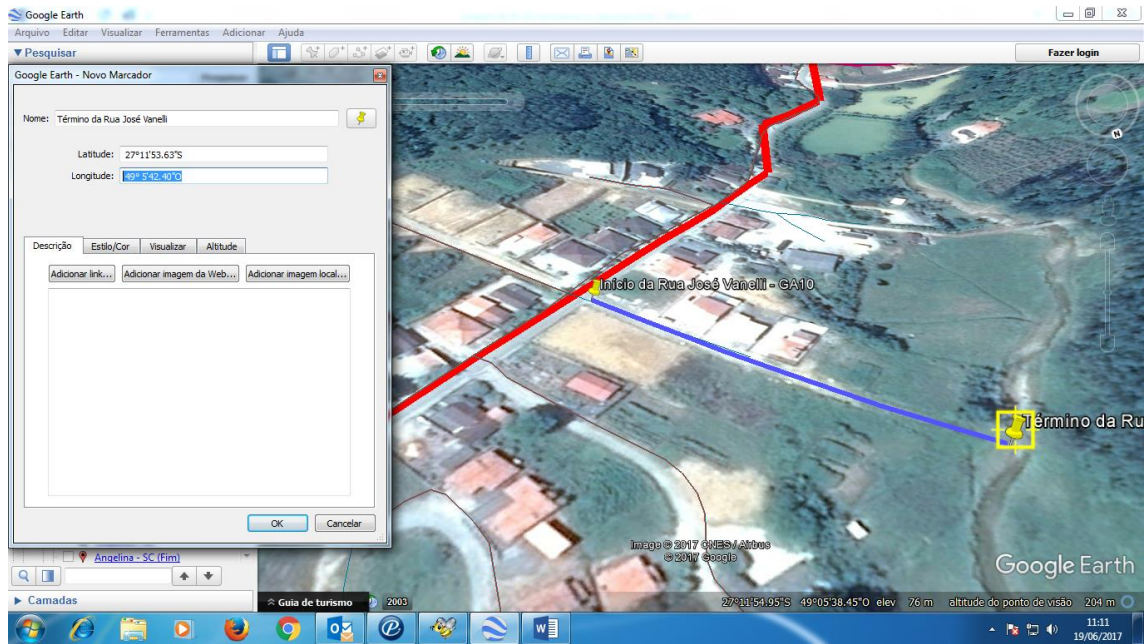 Google Earth
Arquivo Editar Visualizar Ferramentas Adicionar Ajuda
▼ Pesquisar
Fazer login
Google Earth - Novo Marcador
Nome: Término da Rua José Vanelli
Latitude: 27°11'53.63"S
Longitude: 49° 5'42.40"O
Descrição Estilo/Cor Visualizar Altitude
Adicionar link... Adicionar imagem da Web... Adicionar imagem local...
OK Cancelar
Início da Rua José Vanelli - GA10
Término da Ru
Image © 2017 CNES / Airbus
© 2017 Google
Google Earth
Angelina - SC (Fim)
Camadas
Guia de turismo 2003
27°11'54.95"S 49°05'38.45"O elev 76 m altitude do ponto de visão 204 m
11:11
19/06/2017